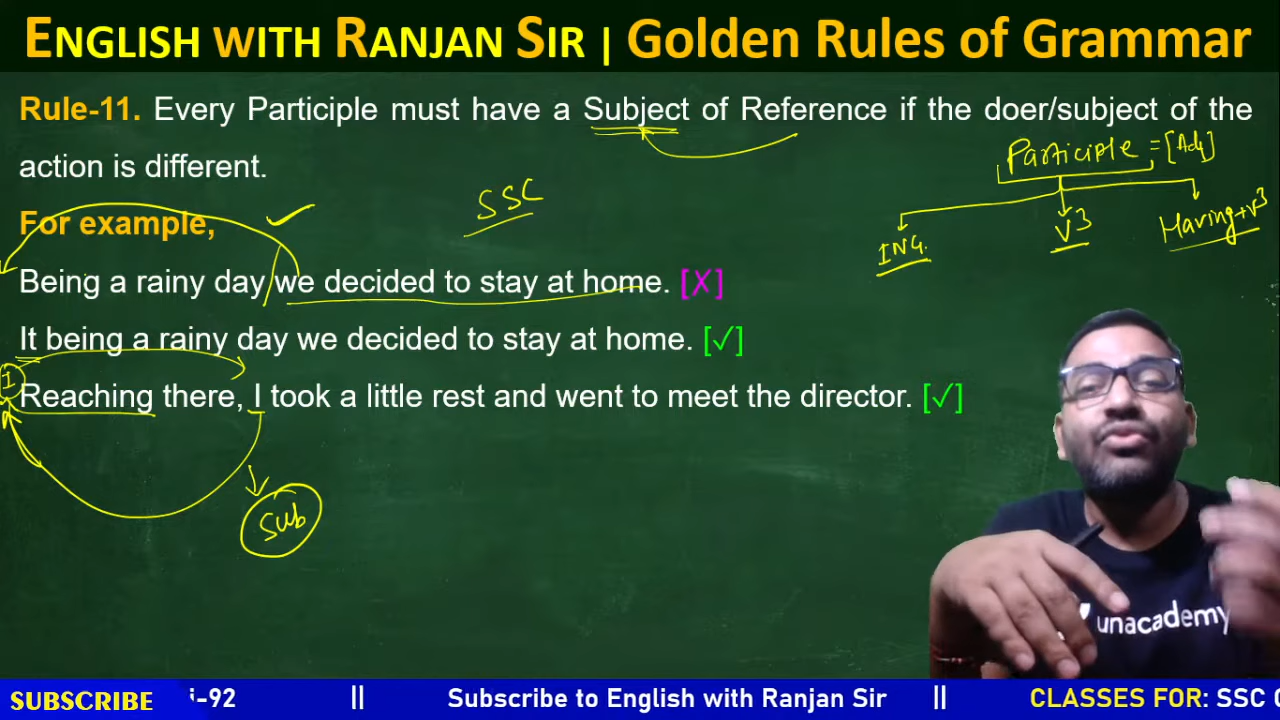 ENGLISH WITH RANJAN SIR | Golden Rules of Grammar
Rule-11. Every Participle must have a Subject of Reference if the doer/subject of the
action is different.
Participle = [Adj]
ING.
V3
Having+V3
SSC
For example,
Being a rainy day we decided to stay at home. [X]
It being a rainy day we decided to stay at home. [✓]
I
Reaching there, I took a little rest and went to meet the director. [✓]
Sub
unacademy
SUBSCRIBE
i-92 || Subscribe to English with Ranjan Sir || CLASSES FOR: SSC